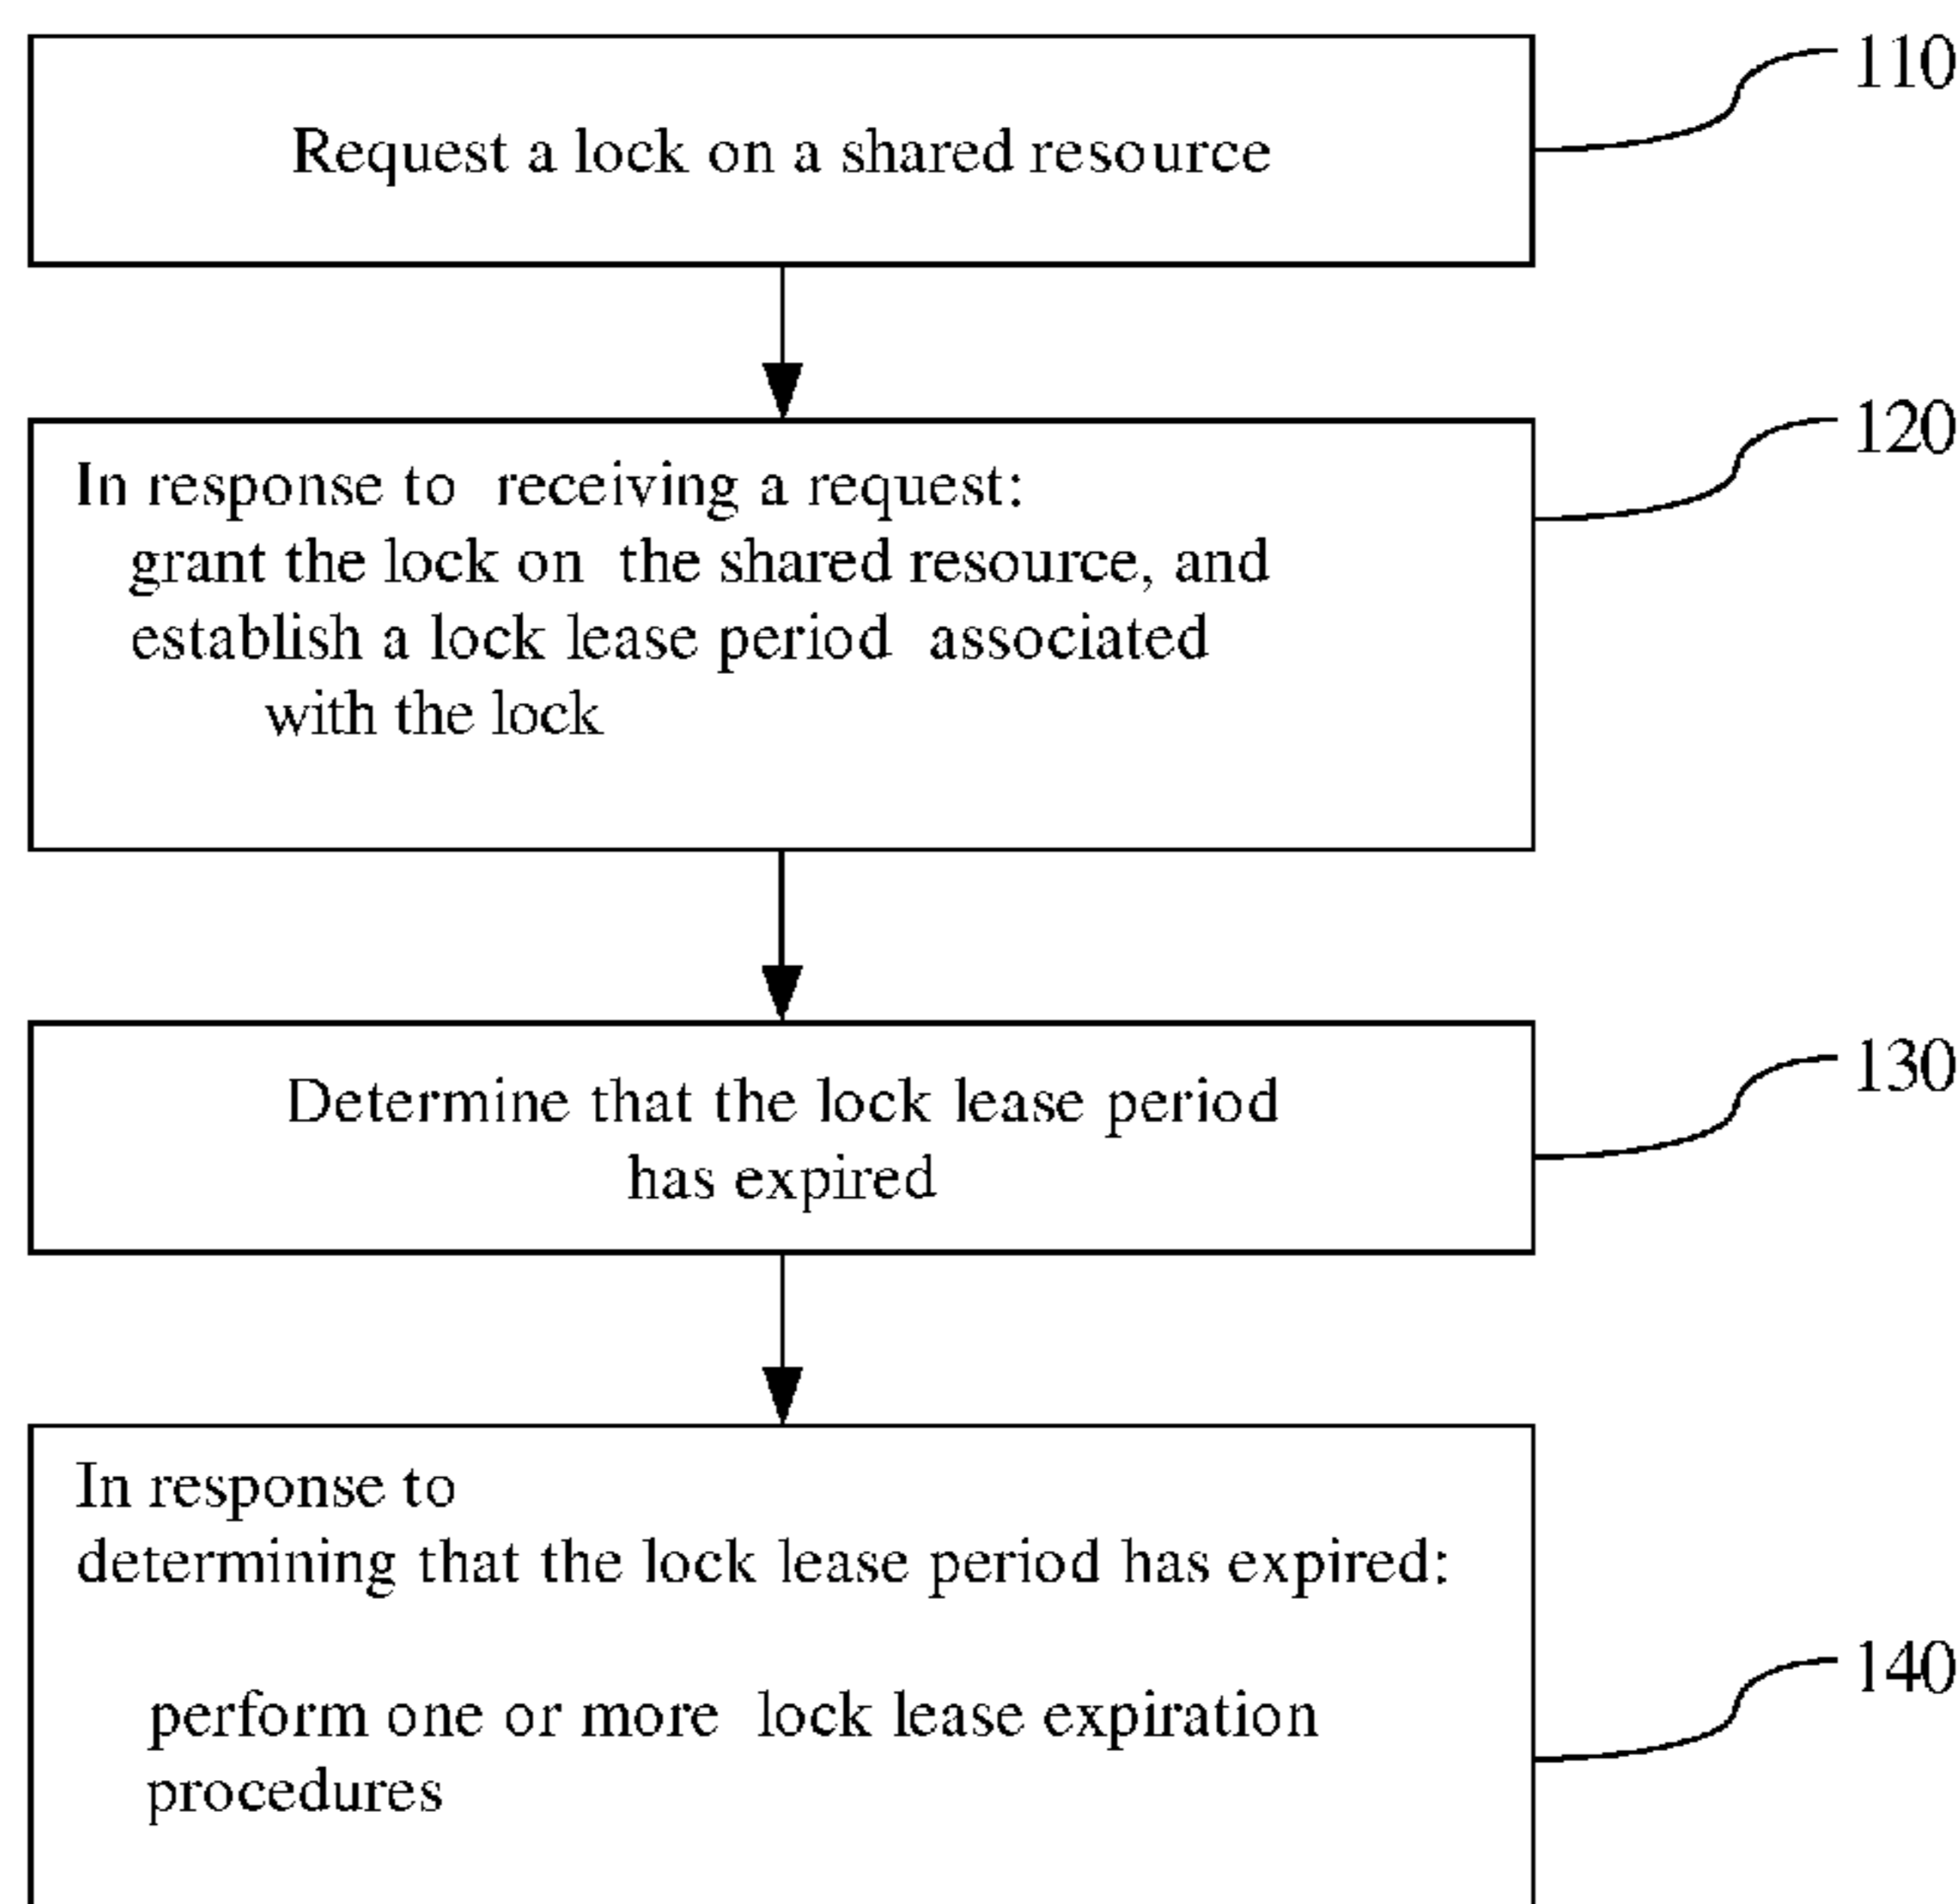 Request a lock on a shared resource
110
In response to receiving a request:
grant the lock on the shared resource, and
establish a lock lease period associated
with the lock
120
Determine that the lock lease period
has expired
130
In response to
determining that the lock lease period has expired:
perform one or more lock lease expiration
procedures
140